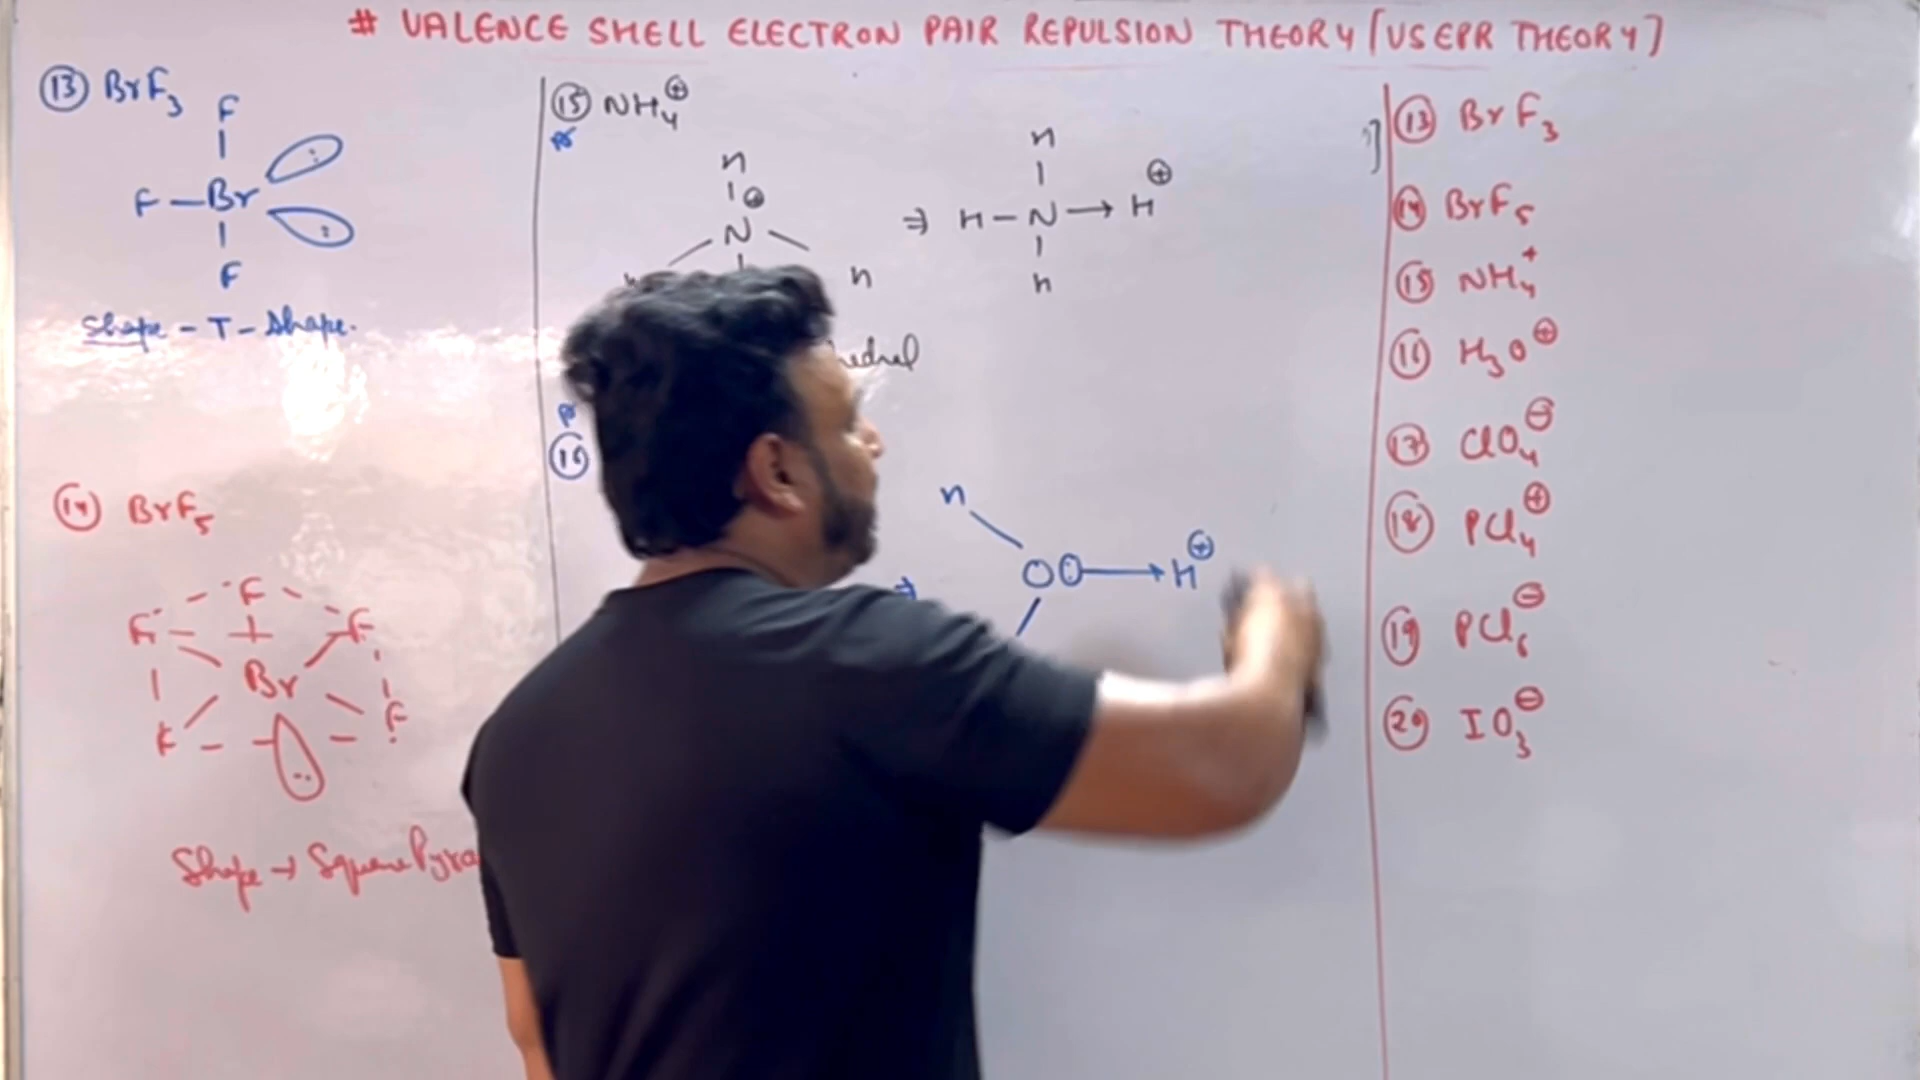 # VALENCE SHELL ELECTRON PAIR REPULSION THEORY [VSEPR THEORY]
(13) BrF₃
F
|
F—Br
|
F
Shape - T - Shape.
(14) BrF₅
F
F F
Br
F F
Shape → Square Pyra
(15) NH₄⊕
H
| ⊕
N
H
hedral
⇒ H—N→H⊕
H
H
(16)
H
⇒ O :→H⊕
(13) BrF₃
(14) BrF₅
(15) NH₄⁺
(16) H₃O⊕
(17) ClO₄⊖
(18) PCl₄⊕
(19) PCl₆⊖
(20) IO₃⊖